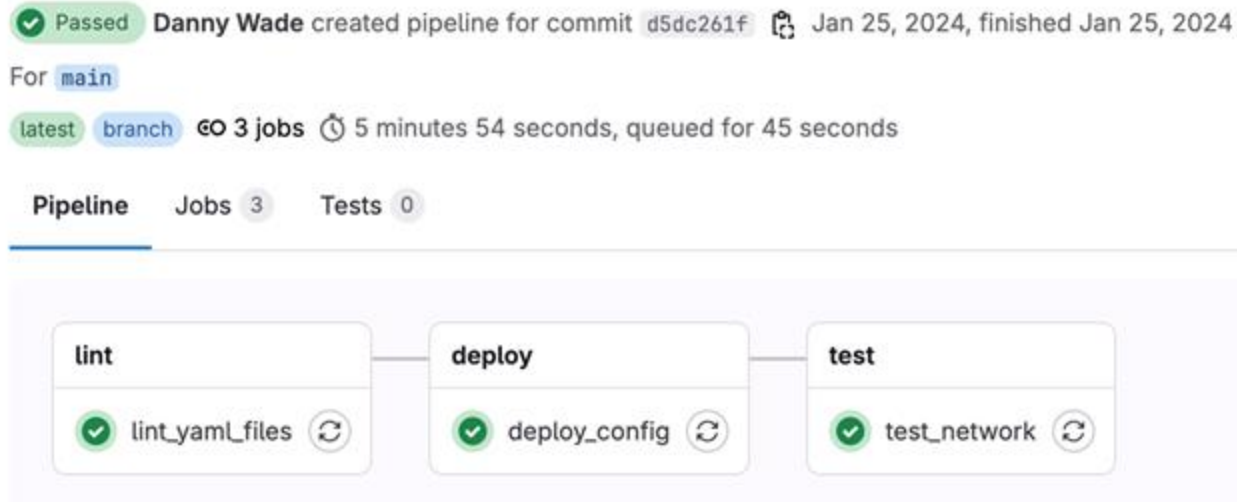 Passed Danny Wade created pipeline for commit d5dc261f Jan 25, 2024, finished Jan 25, 2024
For main
latest branch 3 jobs 5 minutes 54 seconds, queued for 45 seconds
Pipeline Jobs 3 Tests 0
lint deploy test
lint_yaml_files deploy_config test_network